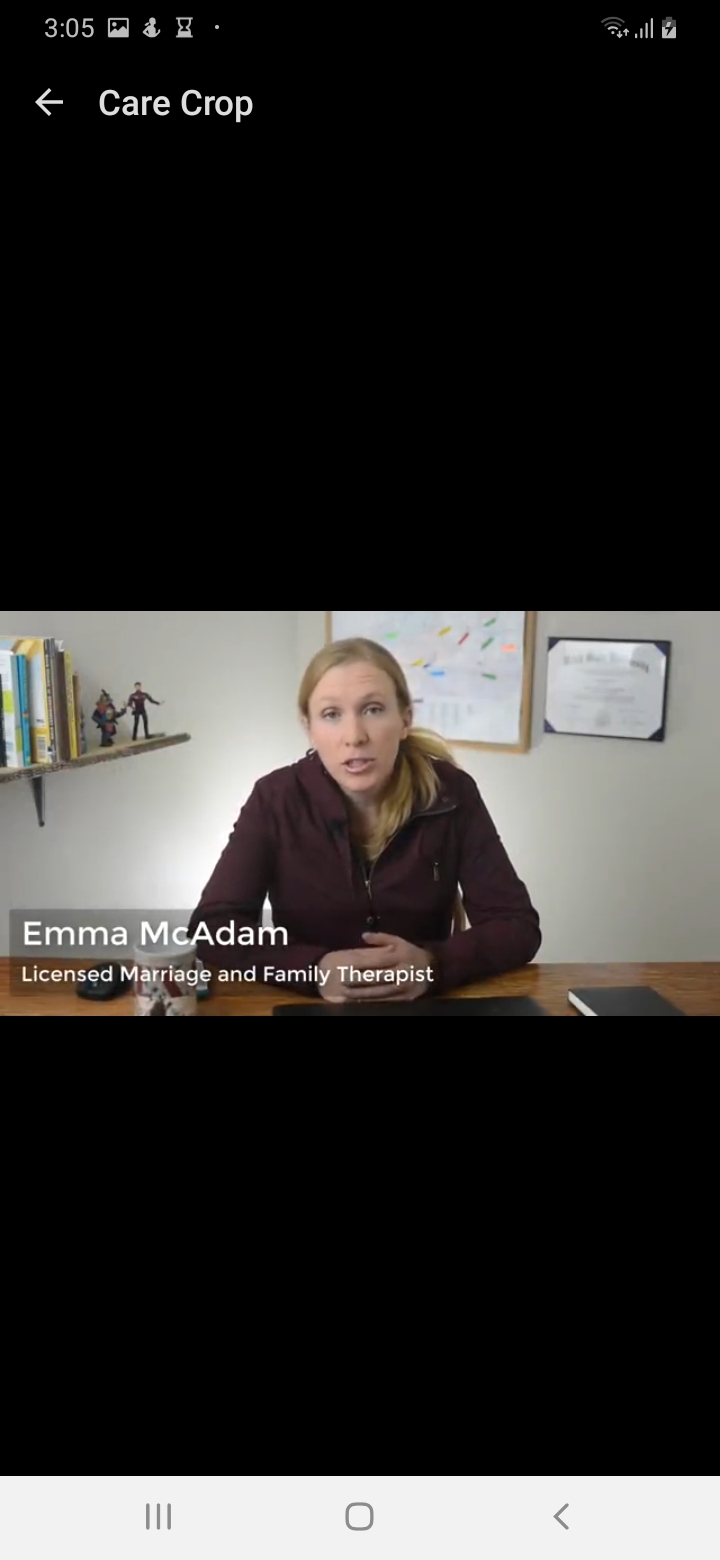 3:05
Care Crop
Emma McAdam
Licensed Marriage and Family Therapist